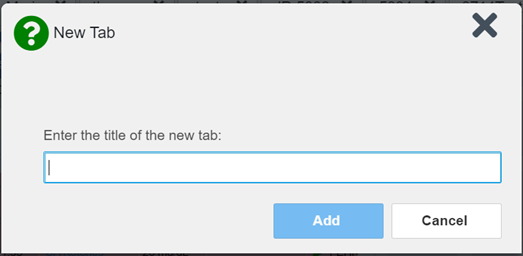 New Tab
Enter the title of the new tab:
Add
Cancel